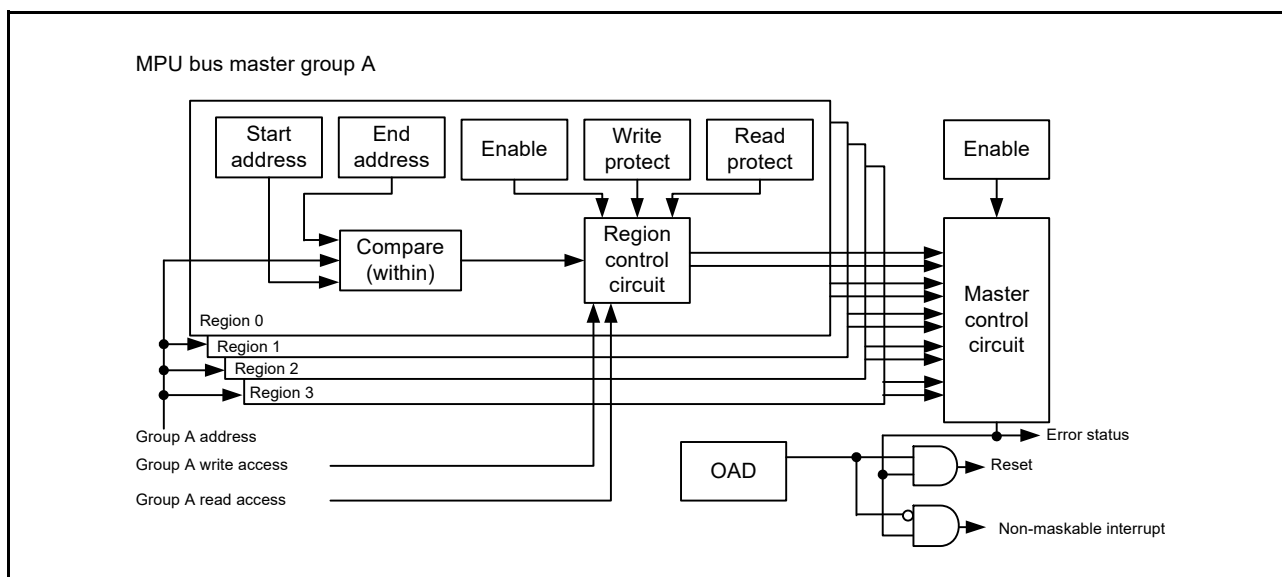 MPU bus master group A
Start
address
End
address
Enable
Write
protect
Read
protect
Enable
Compare
(within)
Region
control
circuit
Master
control
circuit
Region 0
Region 1
Region 2
Region 3
Group A address
Group A write access
Group A read access
OAD
Error status
Reset
Non-maskable interrupt